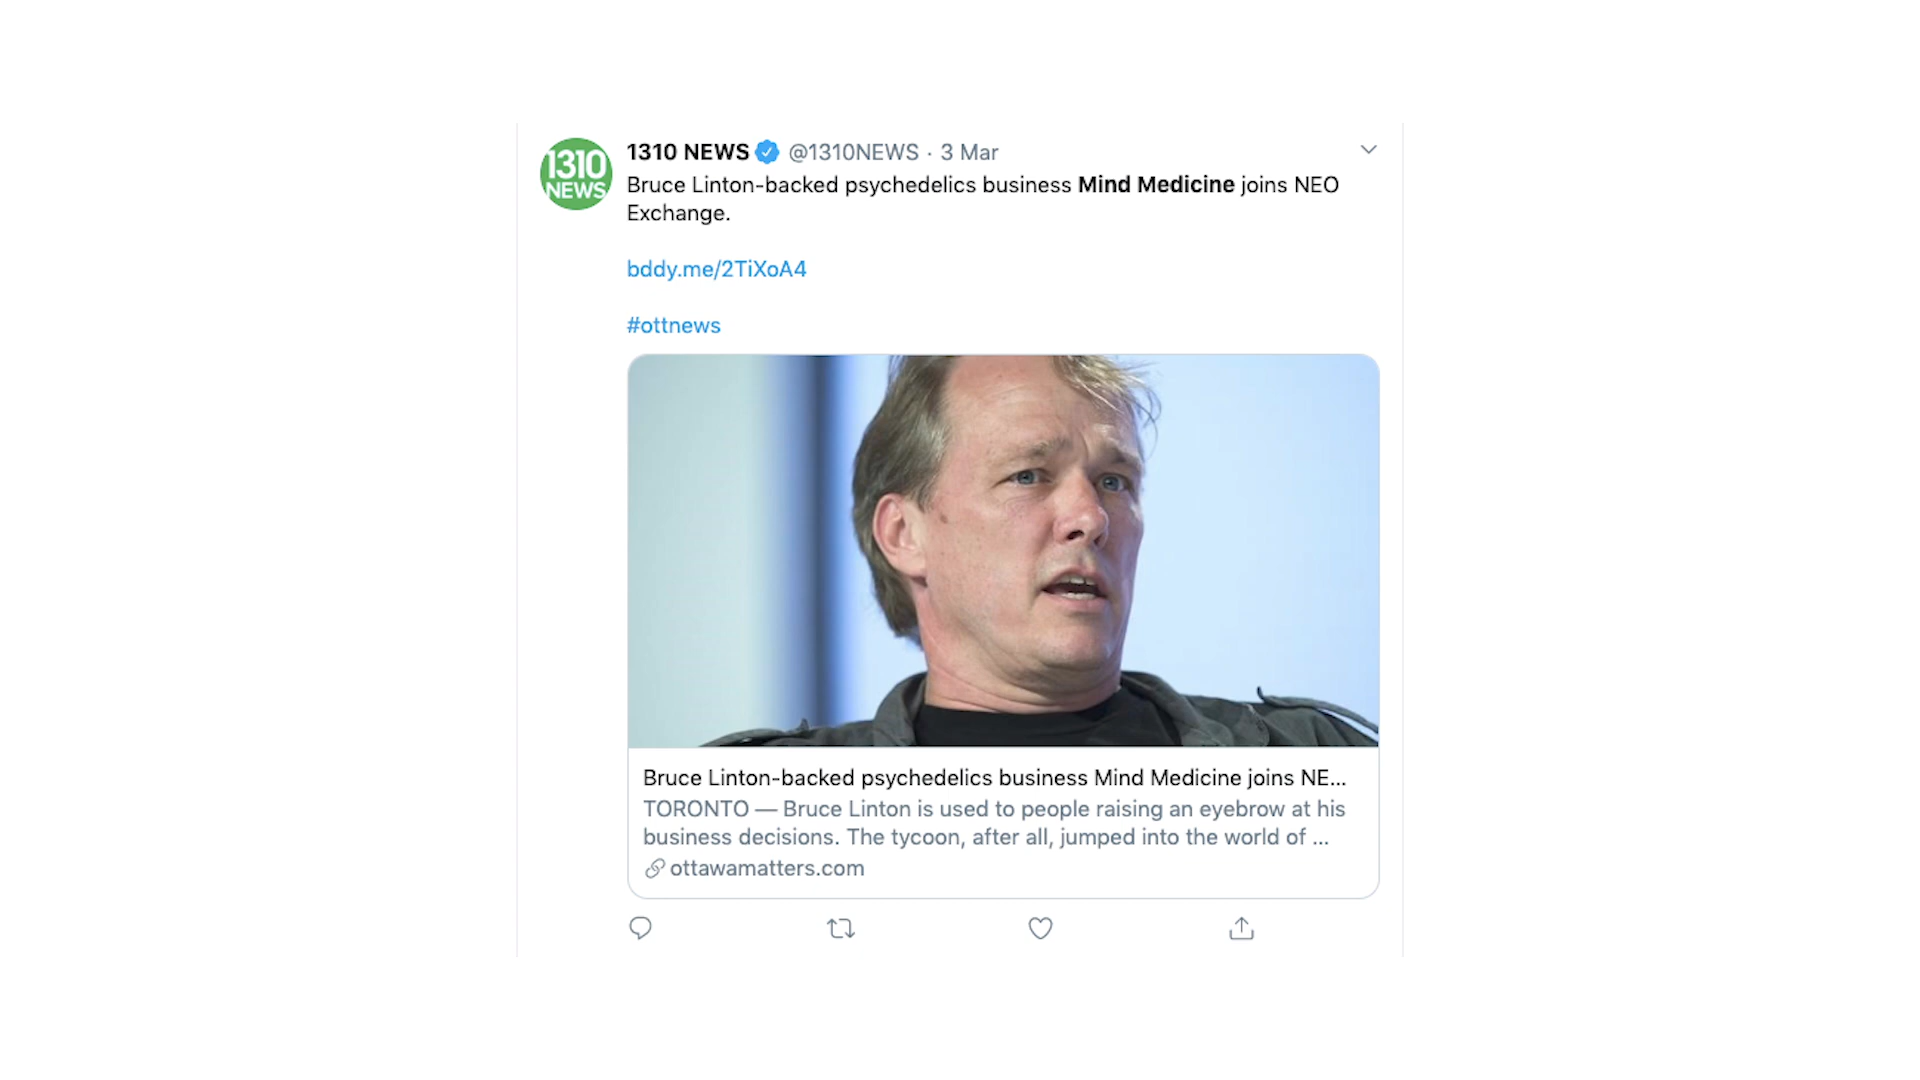 1310
NEWS
1310 NEWS @1310NEWS · 3 Mar
Bruce Linton-backed psychedelics business Mind Medicine joins NEO
Exchange.
bddy.me/2TiXoA4
#ottnews
Bruce Linton-backed psychedelics business Mind Medicine joins NE...
TORONTO — Bruce Linton is used to people raising an eyebrow at his
business decisions. The tycoon, after all, jumped into the world of ...
ottawamatters.com